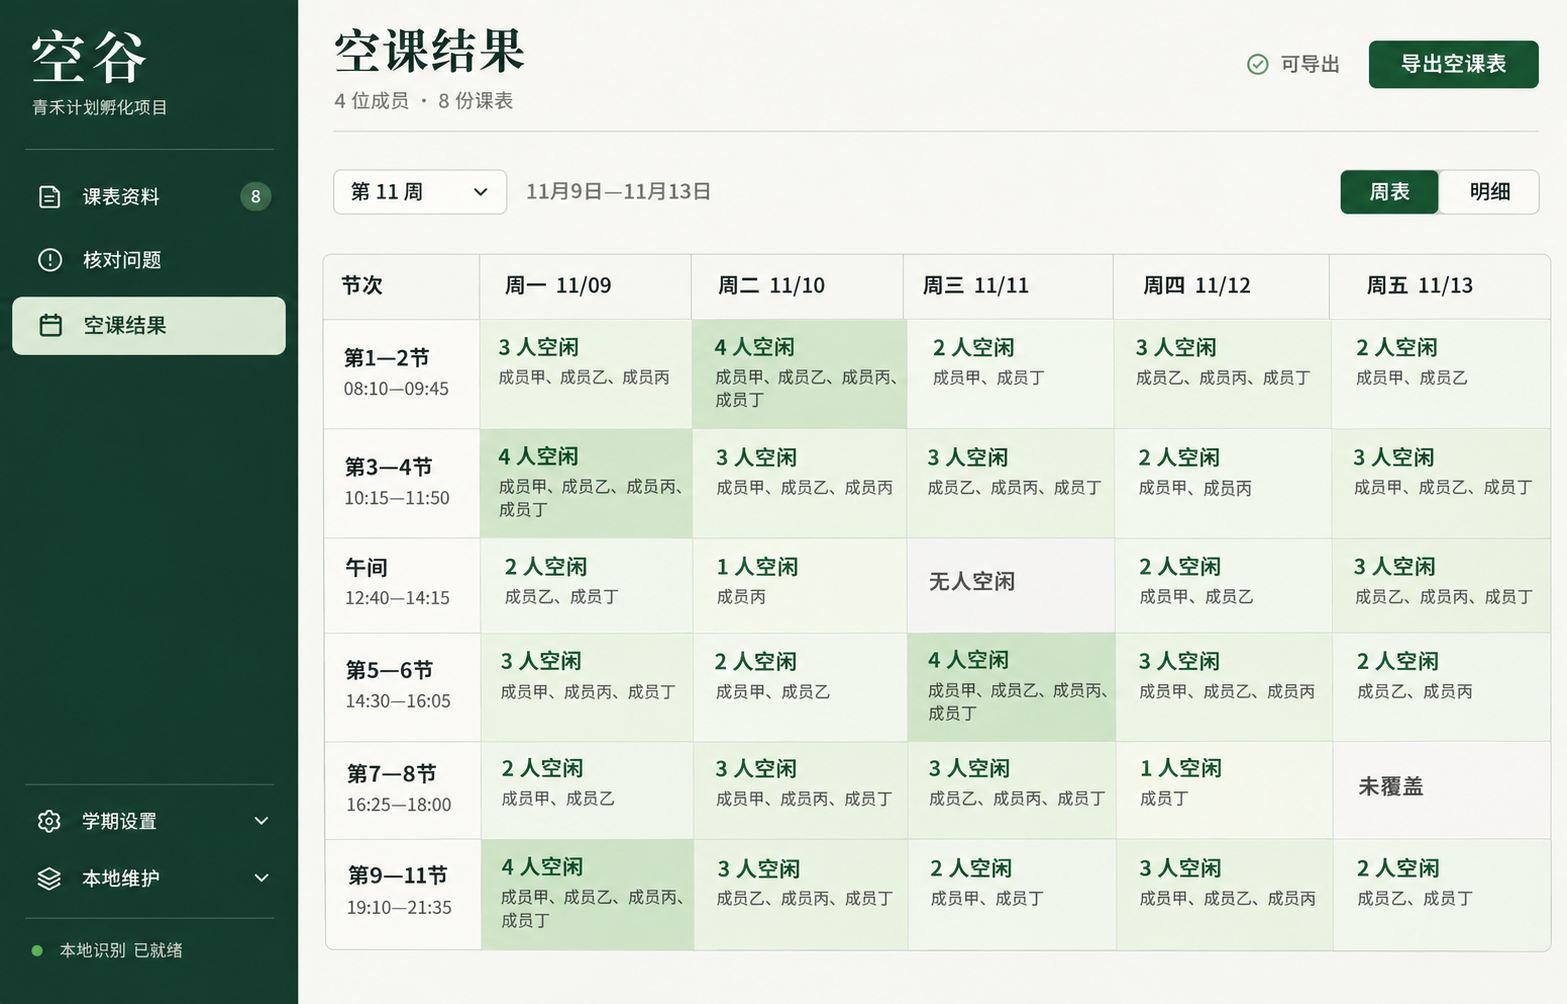 空谷
青禾计划孵化项目
课表资料 8
核对问题
空课结果
学期设置
本地维护
本地识别 已就绪
空课结果
4 位成员 · 8 份课表
可导出
导出空课表
第 11 周
11月9日—11月13日
周表
明细
节次
周一 11/09
周二 11/10
周三 11/11
周四 11/12
周五 11/13
第1—2节
08:10—09:45
3 人空闲
成员甲、成员乙、成员丙
4 人空闲
成员甲、成员乙、成员丙、
成员丁
2 人空闲
成员甲、成员丁
3 人空闲
成员乙、成员丙、成员丁
2 人空闲
成员甲、成员乙
第3—4节
10:15—11:50
4 人空闲
成员甲、成员乙、成员丙、
成员丁
3 人空闲
成员甲、成员乙、成员丙
3 人空闲
成员乙、成员丙、成员丁
2 人空闲
成员甲、成员丙
3 人空闲
成员甲、成员乙、成员丁
午间
12:40—14:15
2 人空闲
成员乙、成员丁
1 人空闲
成员丙
无人空闲
2 人空闲
成员甲、成员乙
3 人空闲
成员乙、成员丙、成员丁
第5—6节
14:30—16:05
3 人空闲
成员甲、成员丙、成员丁
2 人空闲
成员甲、成员乙
4 人空闲
成员甲、成员乙、成员丙、
成员丁
3 人空闲
成员甲、成员乙、成员丙
2 人空闲
成员乙、成员丙
第7—8节
16:25—18:00
2 人空闲
成员甲、成员乙
3 人空闲
成员甲、成员丙、成员丁
3 人空闲
成员乙、成员丙、成员丁
1 人空闲
成员丁
未覆盖
第9—11节
19:10—21:35
4 人空闲
成员甲、成员乙、成员丙、
成员丁
3 人空闲
成员乙、成员丙、成员丁
2 人空闲
成员甲、成员丁
3 人空闲
成员甲、成员乙、成员丙
2 人空闲
成员乙、成员丁